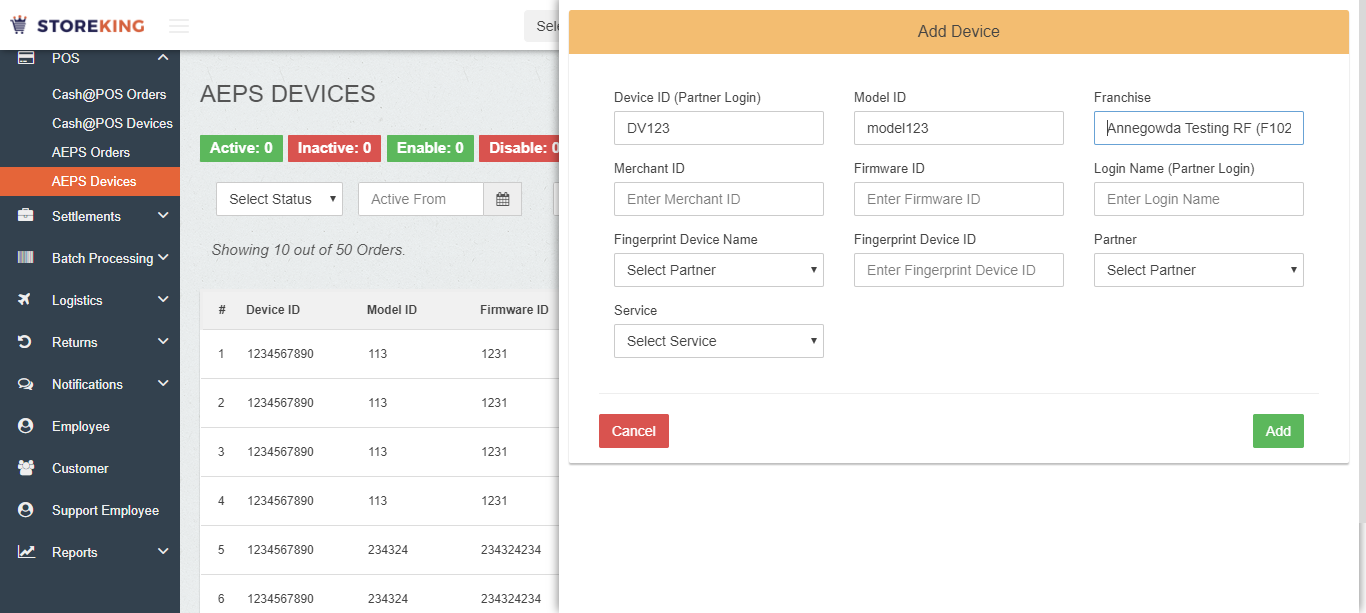 STOREKING
POS
Cash@POS Orders
Cash@POS Devices
AEPS Orders
AEPS Devices
Settlements
Batch Processing
Logistics
Returns
Notifications
Employee
Customer
Support Employee
Reports
AEPS DEVICES
Active: 0 Inactive: 0 Enable: 0 Disable: 0
Select Status Active From
Showing 10 out of 50 Orders.
# Device ID Model ID Firmware ID
1 1234567890 113 1231
2 1234567890 113 1231
3 1234567890 113 1231
4 1234567890 113 1231
5 1234567890 234324 234324234
6 1234567890 234324 234324234
Add Device
Device ID (Partner Login) Model ID Franchise
DV123 model123 Annegowda Testing RF (F102
Merchant ID Firmware ID Login Name (Partner Login)
Enter Merchant ID Enter Firmware ID Enter Login Name
Fingerprint Device Name Fingerprint Device ID Partner
Select Partner Enter Fingerprint Device ID Select Partner
Service
Select Service
Cancel Add